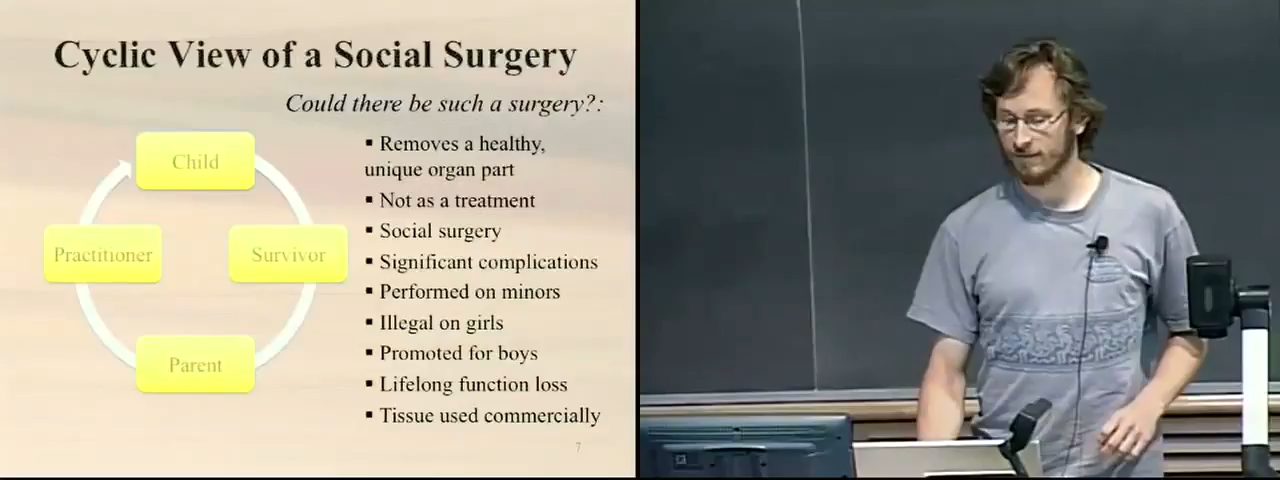 Cyclic View of a Social Surgery
Could there be such a surgery?:
Child
Practitioner
Survivor
Parent
▪ Removes a healthy,
unique organ part
▪ Not as a treatment
▪ Social surgery
▪ Significant complications
▪ Performed on minors
▪ Illegal on girls
▪ Promoted for boys
▪ Lifelong function loss
▪ Tissue used commercially
7